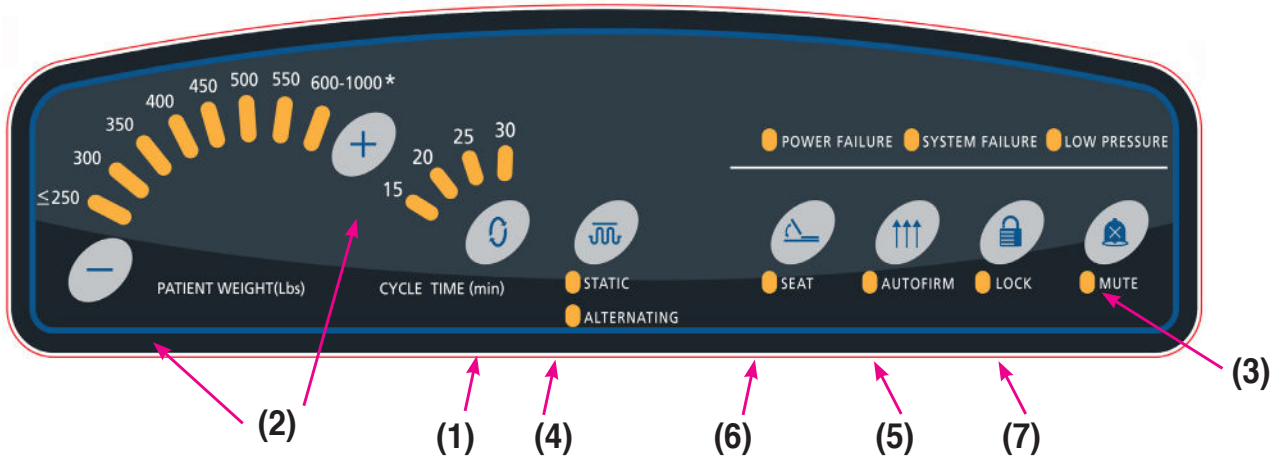 ≤250
300
350
400
450
500
550
600-1000*
+
−
PATIENT WEIGHT(Lbs)
15
20
25
30
CYCLE TIME (min)
STATIC
ALTERNATING
POWER FAILURE SYSTEM FAILURE LOW PRESSURE
SEAT AUTOFIRM LOCK MUTE
(3)
(2) (1) (4) (6) (5) (7)